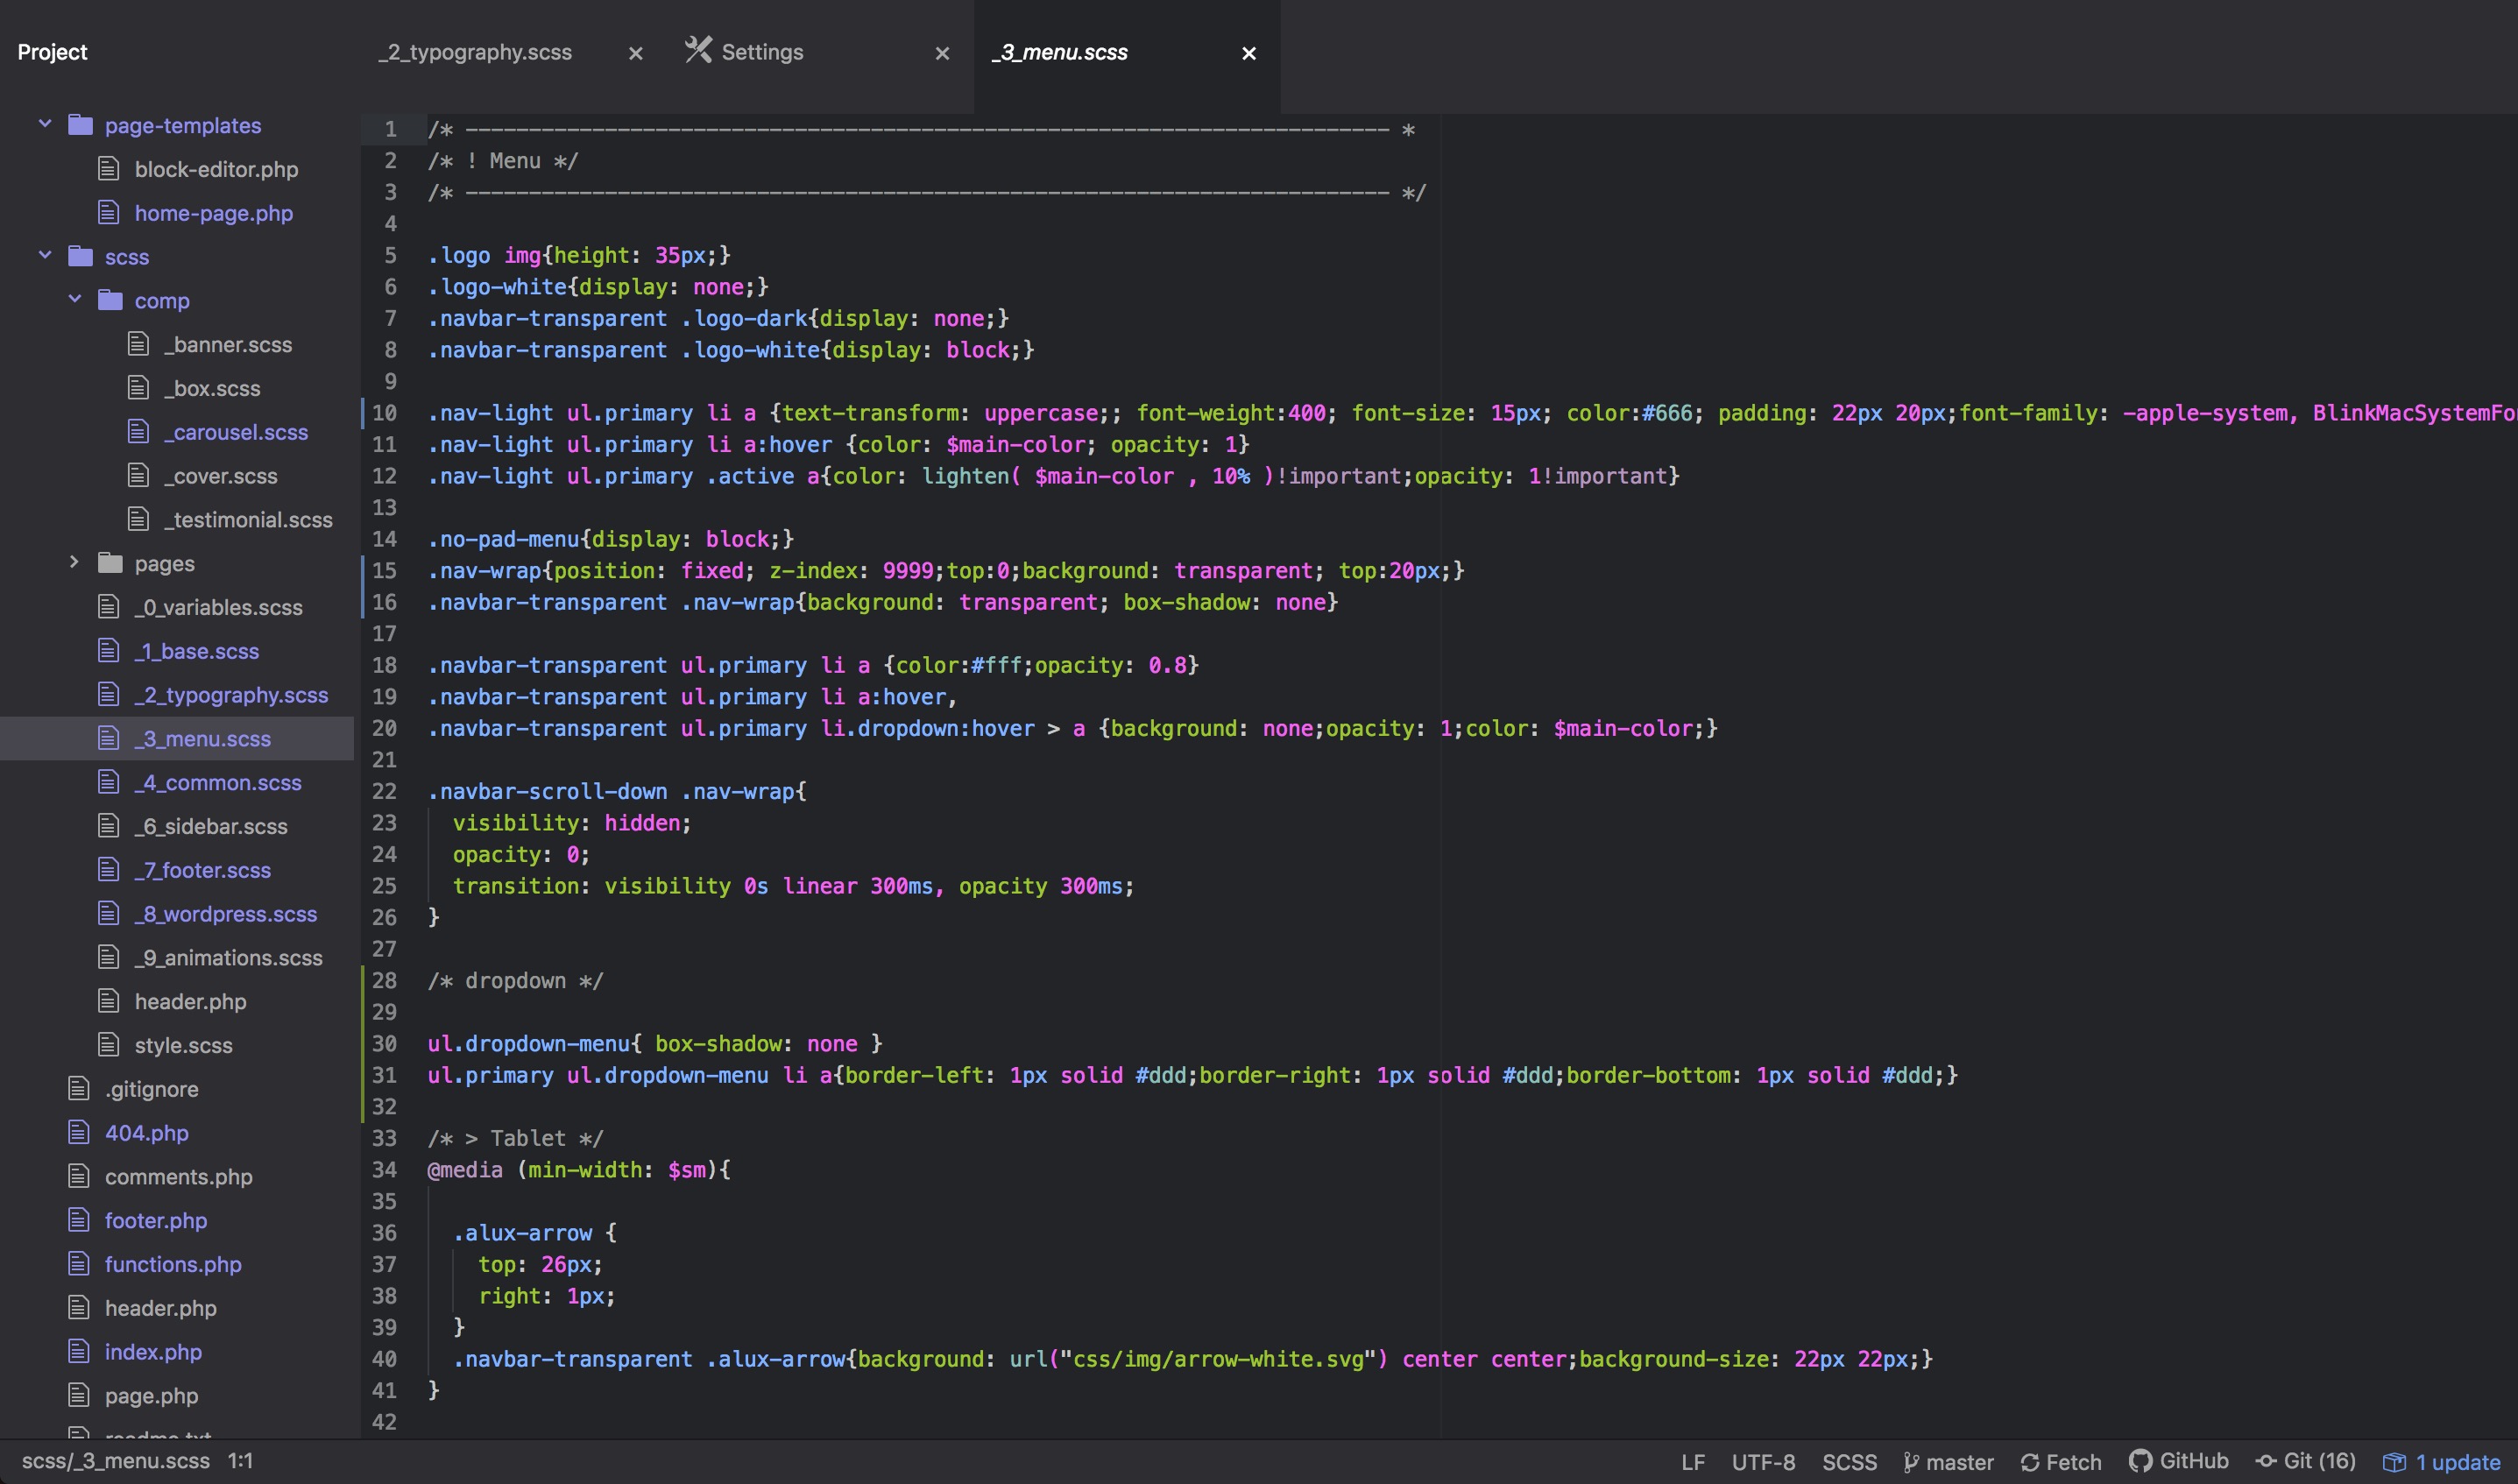 Project
_2_typography.scss
Settings
_3_menu.scss
page-templates
block-editor.php
home-page.php
scss
comp
_banner.scss
_box.scss
_carousel.scss
_cover.scss
_testimonial.scss
pages
_0_variables.scss
_1_base.scss
_2_typography.scss
_3_menu.scss
_4_common.scss
_6_sidebar.scss
_7_footer.scss
_8_wordpress.scss
_9_animations.scss
header.php
style.scss
.gitignore
404.php
comments.php
footer.php
functions.php
header.php
index.php
page.php
readme.txt
1 /* ------------------------------------------------------------------------- *
2 /* ! Menu */
3 /* ------------------------------------------------------------------------- */
4
5 .logo img{height: 35px;}
6 .logo-white{display: none;}
7 .navbar-transparent .logo-dark{display: none;}
8 .navbar-transparent .logo-white{display: block;}
9
10 .nav-light ul.primary li a {text-transform: uppercase;; font-weight:400; font-size: 15px; color:#666; padding: 22px 20px;font-family: -apple-system, BlinkMacSystemFo
11 .nav-light ul.primary li a:hover {color: $main-color; opacity: 1}
12 .nav-light ul.primary .active a{color: lighten( $main-color , 10% )!important;opacity: 1!important}
13
14 .no-pad-menu{display: block;}
15 .nav-wrap{position: fixed; z-index: 9999;top:0;background: transparent; top:20px;}
16 .navbar-transparent .nav-wrap{background: transparent; box-shadow: none}
17
18 .navbar-transparent ul.primary li a {color:#fff;opacity: 0.8}
19 .navbar-transparent ul.primary li a:hover,
20 .navbar-transparent ul.primary li.dropdown:hover > a {background: none;opacity: 1;color: $main-color;}
21
22 .navbar-scroll-down .nav-wrap{
23 visibility: hidden;
24 opacity: 0;
25 transition: visibility 0s linear 300ms, opacity 300ms;
26 }
27
28 /* dropdown */
29
30 ul.dropdown-menu{ box-shadow: none }
31 ul.primary ul.dropdown-menu li a{border-left: 1px solid #ddd;border-right: 1px solid #ddd;border-bottom: 1px solid #ddd;}
32
33 /* > Tablet */
34 @media (min-width: $sm){
35
36 .alux-arrow {
37 top: 26px;
38 right: 1px;
39 }
40 .navbar-transparent .alux-arrow{background: url("css/img/arrow-white.svg") center center;background-size: 22px 22px;}
41 }
42
scss/_3_menu.scss 1:1
LF UTF-8 SCSS master Fetch GitHub Git (16) 1 update